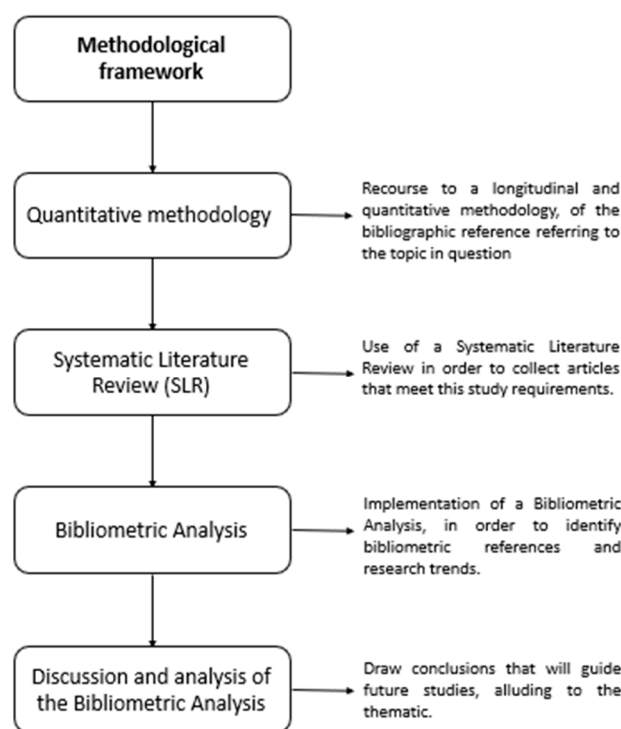 Methodological
framework
Quantitative methodology
Recourse to a longitudinal and
quantitative methodology, of the
bibliographic reference referring to
the topic in question
Systematic Literature
Review (SLR)
Use of a Systematic Literature
Review in order to collect articles
that meet this study requirements.
Bibliometric Analysis
Implementation of a Bibliometric
Analysis, in order to identify
bibliometric references and
research trends.
Discussion and analysis of
the Bibliometric Analysis
Draw conclusions that will guide
future studies, alluding to the
thematic.